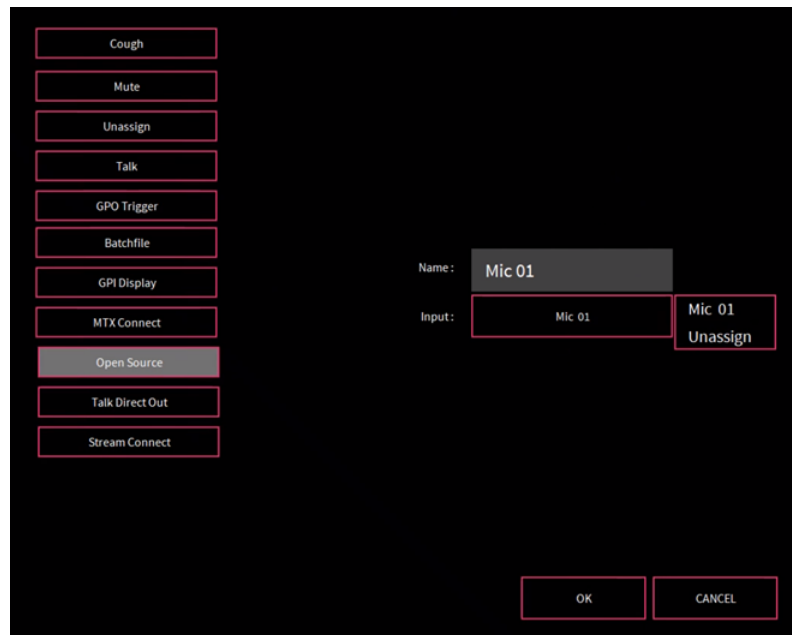 Cough
Mute
Unassign
Talk
GPO Trigger
Batchfile
GPI Display
MTX Connect
Open Source
Talk Direct Out
Stream Connect
Name :
Mic 01
Input :
Mic 01
Mic 01
Unassign
OK
CANCEL